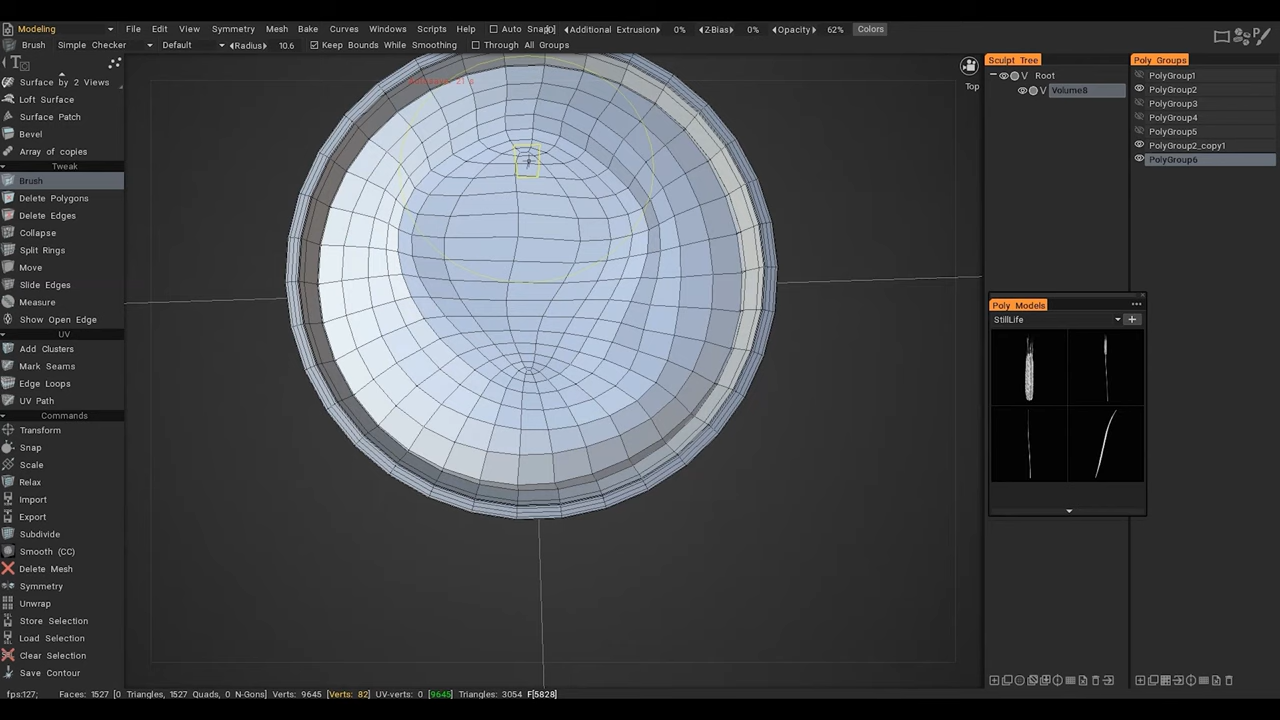 Modeling File Edit View Symmetry Mesh Bake Curves Windows Scripts Help Auto Snap Additional Extrusion 0% Z-Bias 0% Opacity 62% Colors
Brush Simple Checker Default Radius 10.6 Keep Bounds While Smoothing Through All Groups
Surface by 2 Views
Loft Surface
Surface Patch
Bevel
Array of copies
Tweak
Brush
Delete Polygons
Delete Edges
Collapse
Split Rings
Move
Slide Edges
Measure
Show Open Edge
UV
Add Clusters
Mark Seams
Edge Loops
UV Path
Commands
Transform
Snap
Scale
Relax
Import
Export
Subdivide
Smooth (CC)
Delete Mesh
Symmetry
Unwrap
Store Selection
Load Selection
Clear Selection
Save Contour
Top
Sculpt Tree
Root
V Volume8
Poly Groups
PolyGroup1
PolyGroup2
PolyGroup3
PolyGroup4
PolyGroup5
PolyGroup2_copy1
PolyGroup6
Poly Models
StillLife
fps:127; Faces: 1527 [0 Triangles, 1527 Quads, 0 N-Gons] Verts: 9645 [Verts: 82] UV-verts: 0 [9645] Triangles: 3054 F[5828]